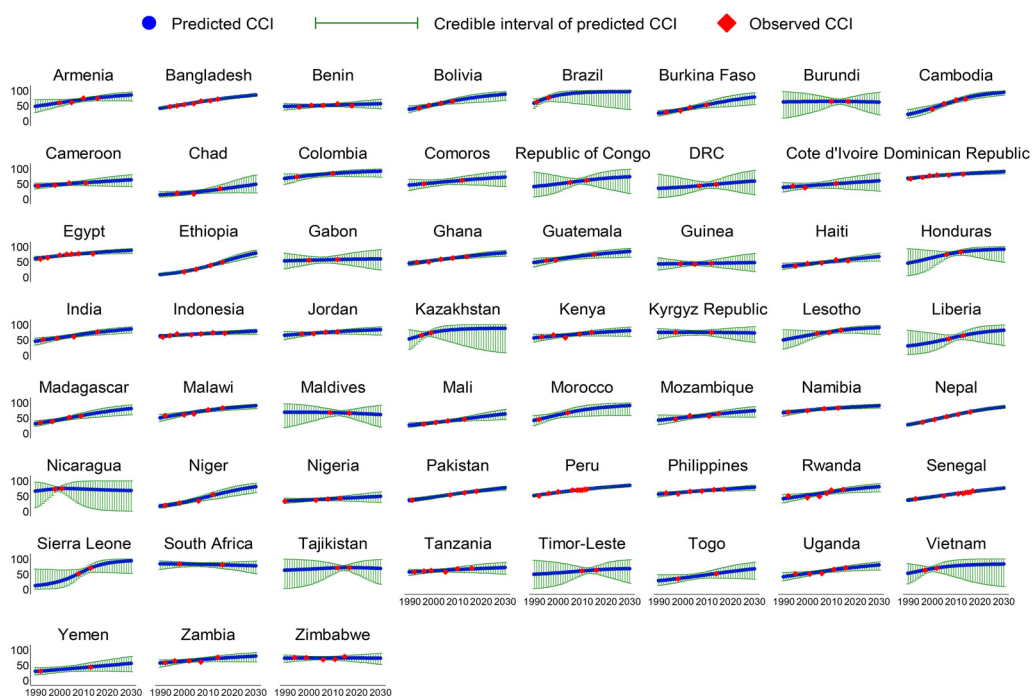 Predicted CCI Credible interval of predicted CCI Observed CCI
Armenia Bangladesh Benin Bolivia Brazil Burkina Faso Burundi Cambodia
100
50
0
Cameroon Chad Colombia Comoros Republic of Congo DRC Cote d'Ivoire Dominican Republic
100
50
0
Egypt Ethiopia Gabon Ghana Guatemala Guinea Haiti Honduras
100
50
0
India Indonesia Jordan Kazakhstan Kenya Kyrgyz Republic Lesotho Liberia
100
50
0
Madagascar Malawi Maldives Mali Morocco Mozambique Namibia Nepal
100
50
0
Nicaragua Niger Nigeria Pakistan Peru Philippines Rwanda Senegal
100
50
0
Sierra Leone South Africa Tajikistan Tanzania Timor-Leste Togo Uganda Vietnam
100
50
0
1990 2000 2010 2020 2030 1990 2000 2010 2020 2030 1990 2000 2010 2020 2030 1990 2000 2010 2020 2030 1990 2000 2010 2020 2030
Yemen Zambia Zimbabwe
100
50
0
1990 2000 2010 2020 2030 1990 2000 2010 2020 2030 1990 2000 2010 2020 2030